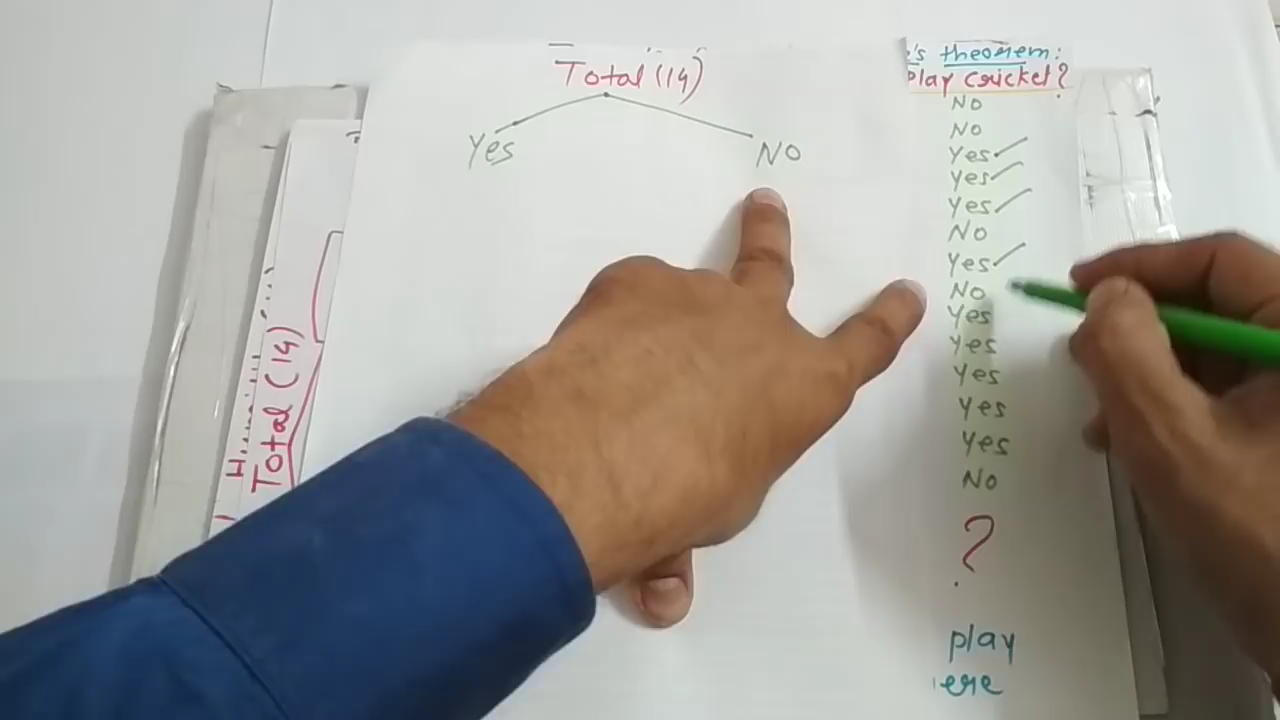 Total (14)
Yes
No
's theorem:
play cricket?
No
No
Yes
Yes
Yes
No
Yes
No
Yes
Yes
Yes
Yes
Yes
No
?
play
ere
Total (14)